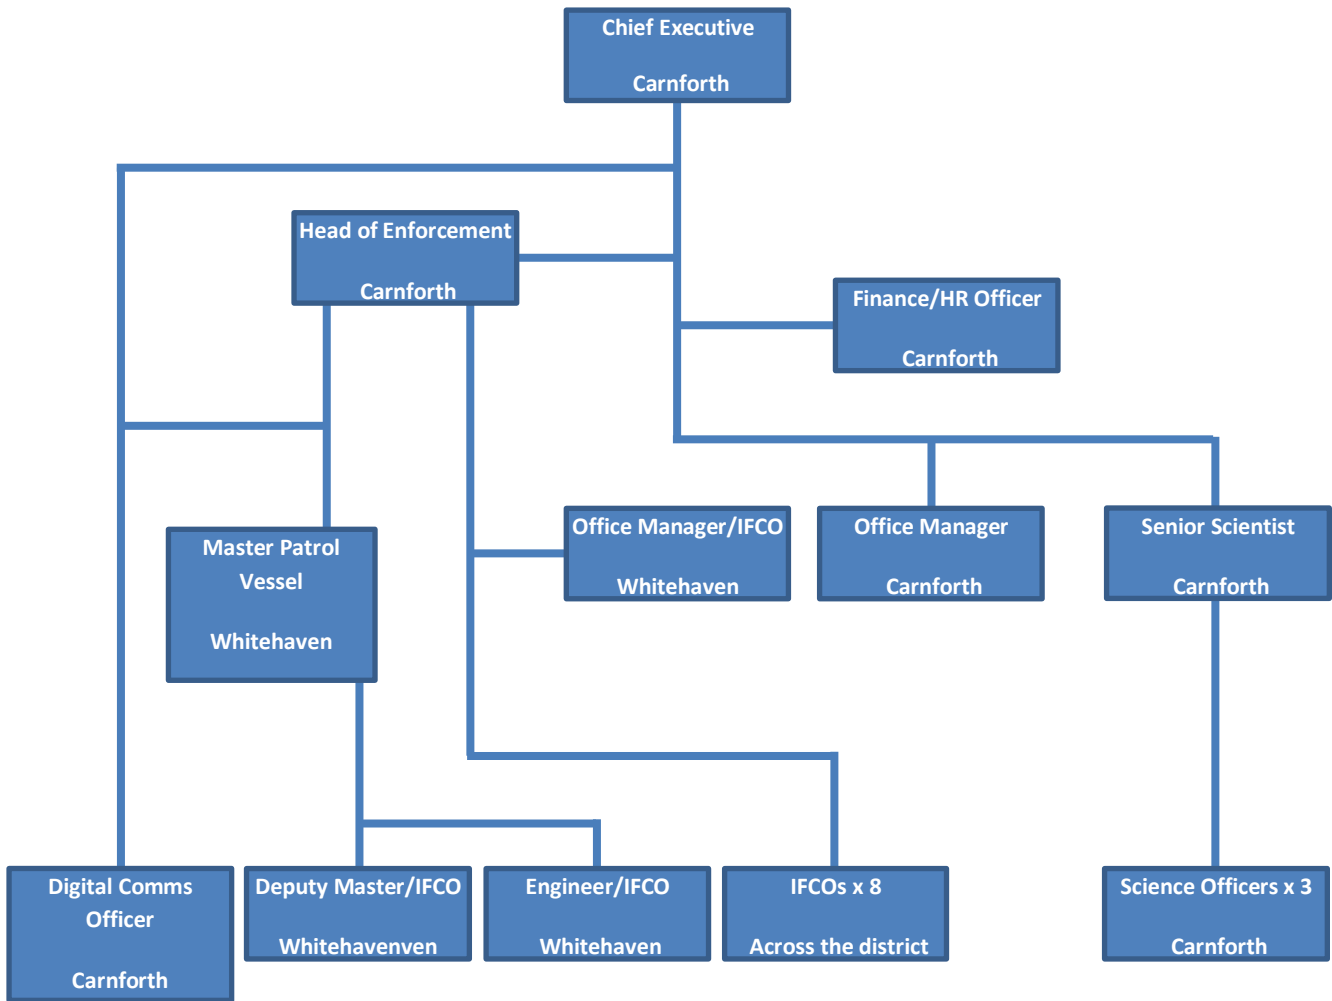 Chief Executive
Carnforth
Head of Enforcement
Carnforth
Finance/HR Officer
Carnforth
Master Patrol
Vessel
Whitehaven
Office Manager/IFCO
Whitehaven
Office Manager
Carnforth
Senior Scientist
Carnforth
Digital Comms
Officer
Carnforth
Deputy Master/IFCO
Whitehavenven
Engineer/IFCO
Whitehaven
IFCOs x 8
Across the district
Science Officers x 3
Carnforth